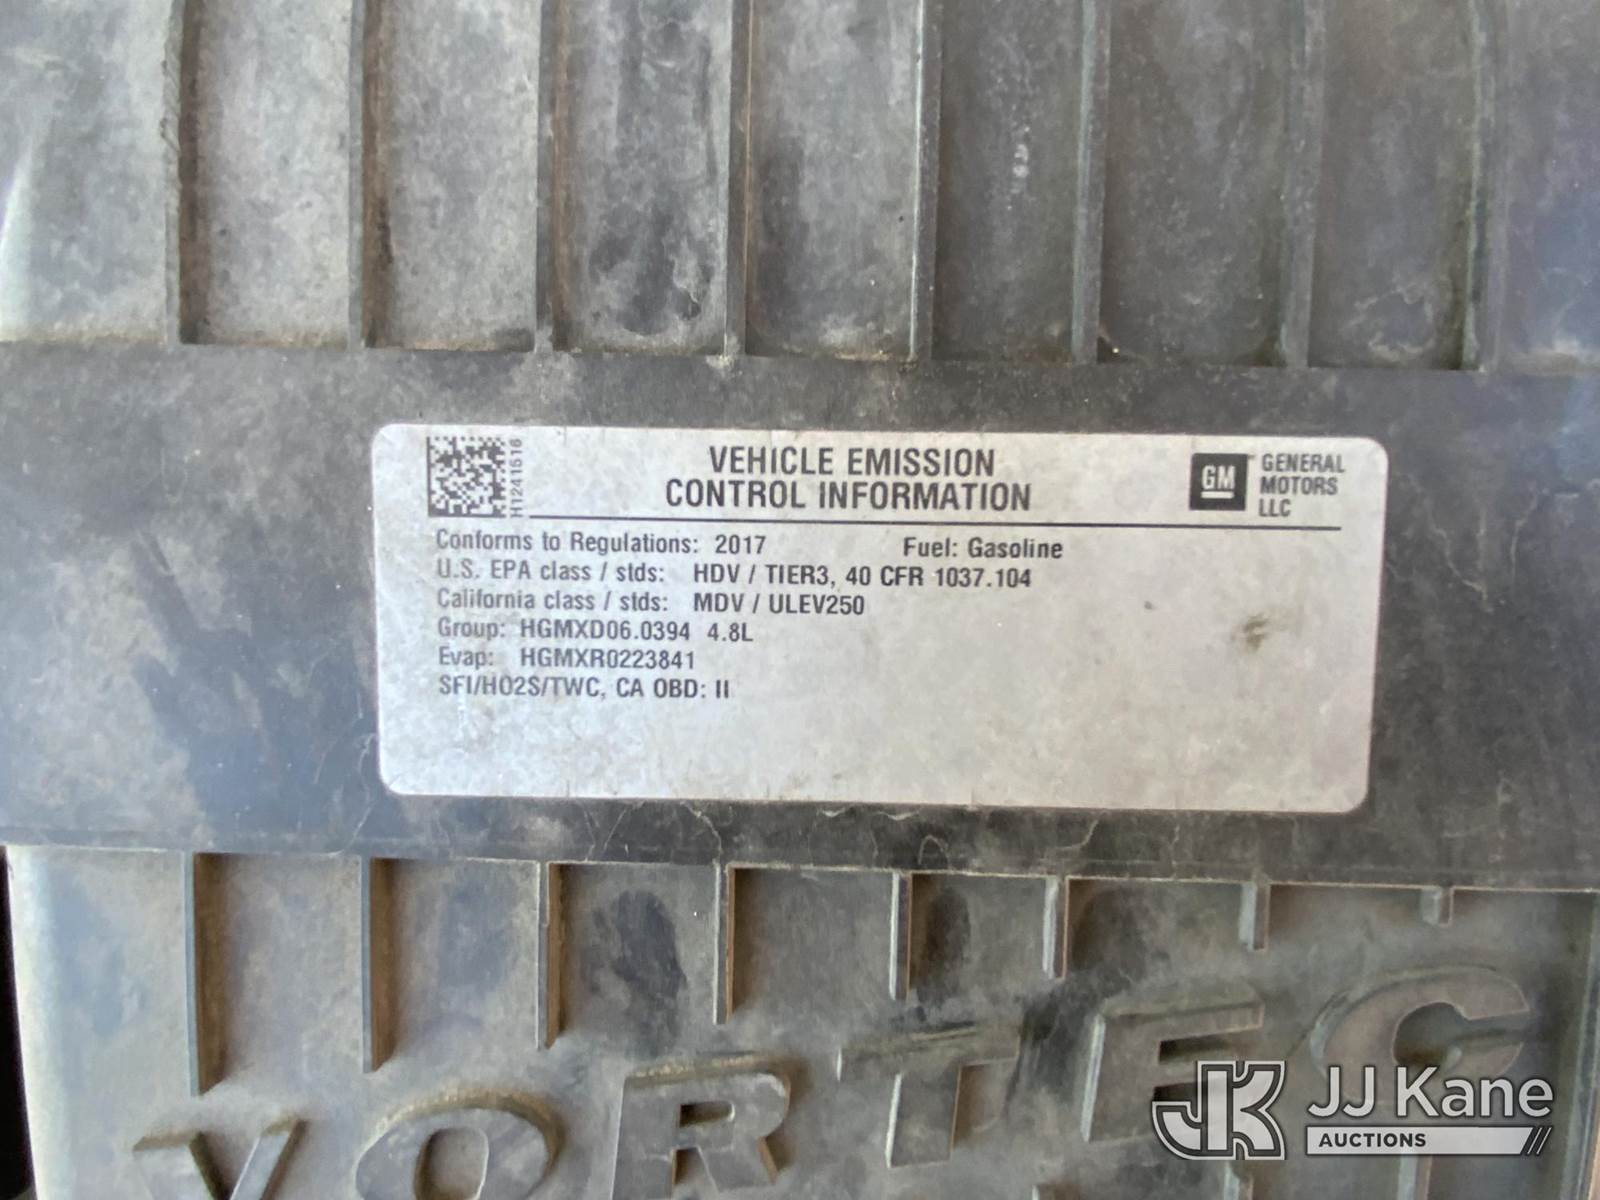 H1241516
VEHICLE EMISSION
CONTROL INFORMATION
GM
GENERAL
MOTORS
LLC
Conforms to Regulations: 2017 Fuel: Gasoline
U.S. EPA class / stds: HDV / TIER3, 40 CFR 1037.104
California class / stds: MDV / ULEV250
Group: HGMXD06.0394 4.8L
Evap: HGMXR0223841
SFI/HO2S/TWC, CA OBD: II
VORTEC
JK
JJ Kane
AUCTIONS